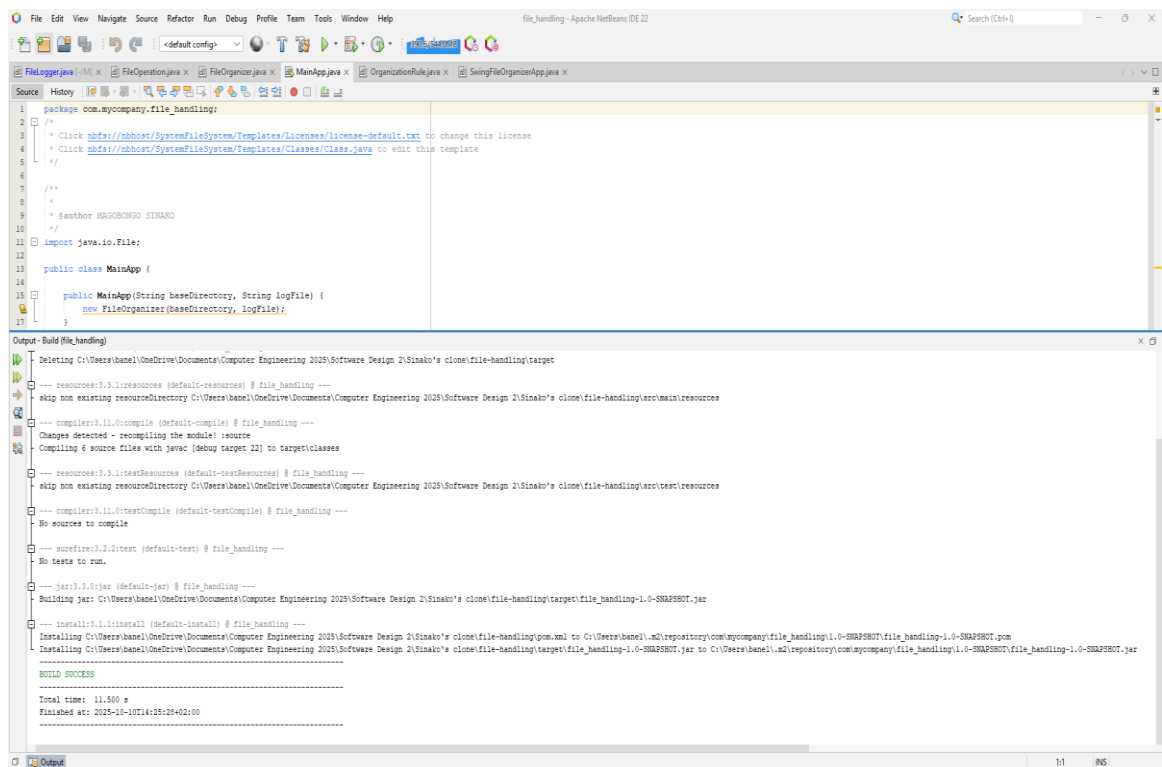 File Edit View Navigate Source Refactor Run Debug Profile Team Tools Window Help
file_handling - Apache NetBeans IDE 22
Search (Ctrl+I)
<default config>
FileLogger.java [-/M] × FileOperation.java × FileOrganizer.java × MainApp.java × OrganizationRule.java × SwingFileOrganizerApp.java ×
Source History
1 package com.mycompany.file_handling;
2 /*
3 * Click nbfs://nbhost/SystemFileSystem/Templates/Licenses/license-default.txt to change this license
4 * Click nbfs://nbhost/SystemFileSystem/Templates/Classes/Class.java to edit this template
5 */
6
7 /**
8 *
9 * @author MAGOBONGO SINAKO
10 */
11 import java.io.File;
12
13 public class MainApp {
14
15 public MainApp(String baseDirectory, String logFile) {
new FileOrganizer(baseDirectory, logFile);
17 }
Output - Build (file_handling)
Deleting C:\Users\banel\OneDrive\Documents\Computer Engineering 2025\Software Design 2\Sinako's clone\file-handling\target
--- resources:3.3.1:resources (default-resources) @ file_handling ---
skip non existing resourceDirectory C:\Users\banel\OneDrive\Documents\Computer Engineering 2025\Software Design 2\Sinako's clone\file-handling\src\main\resources
--- compiler:3.11.0:compile (default-compile) @ file_handling ---
Changes detected - recompiling the module! :source
Compiling 6 source files with javac [debug target 22] to target\classes
--- resources:3.3.1:testResources (default-testResources) @ file_handling ---
skip non existing resourceDirectory C:\Users\banel\OneDrive\Documents\Computer Engineering 2025\Software Design 2\Sinako's clone\file-handling\src\test\resources
--- compiler:3.11.0:testCompile (default-testCompile) @ file_handling ---
No sources to compile
--- surefire:3.2.2:test (default-test) @ file_handling ---
No tests to run.
--- jar:3.3.0:jar (default-jar) @ file_handling ---
Building jar: C:\Users\banel\OneDrive\Documents\Computer Engineering 2025\Software Design 2\Sinako's clone\file-handling\target\file_handling-1.0-SNAPSHOT.jar
--- install:3.1.1:install (default-install) @ file_handling ---
Installing C:\Users\banel\OneDrive\Documents\Computer Engineering 2025\Software Design 2\Sinako's clone\file-handling\pom.xml to C:\Users\banel\.m2\repository\com\mycompany\file_handling\1.0-SNAPSHOT\file_handling-1.0-SNAPSHOT.pom
Installing C:\Users\banel\OneDrive\Documents\Computer Engineering 2025\Software Design 2\Sinako's clone\file-handling\target\file_handling-1.0-SNAPSHOT.jar to C:\Users\banel\.m2\repository\com\mycompany\file_handling\1.0-SNAPSHOT\file_handling-1.0-SNAPSHOT.jar
------------------------------------------------------------------------
BUILD SUCCESS
------------------------------------------------------------------------
Total time: 11.500 s
Finished at: 2025-10-10T14:25:28+02:00
------------------------------------------------------------------------
Output
1:1 INS